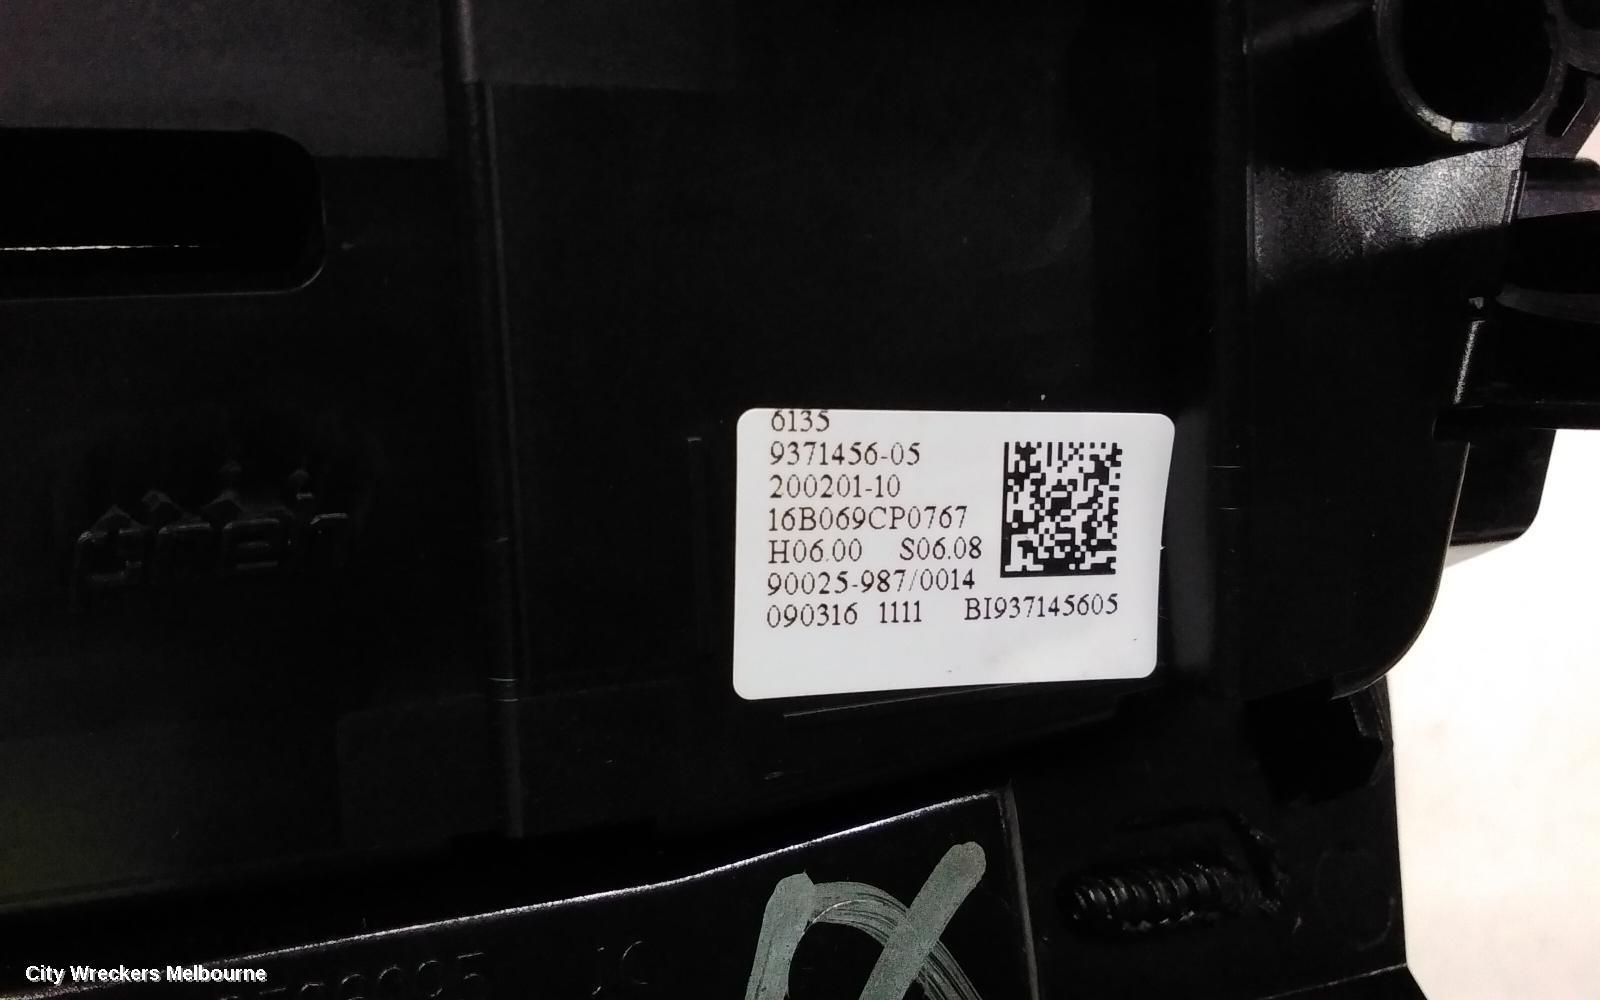 6135
9371456-05
200201-10
16B069CP0767
H06.00 S06.08
90025-987/0014
090316 1111 BI937145605
City Wreckers Melbourne